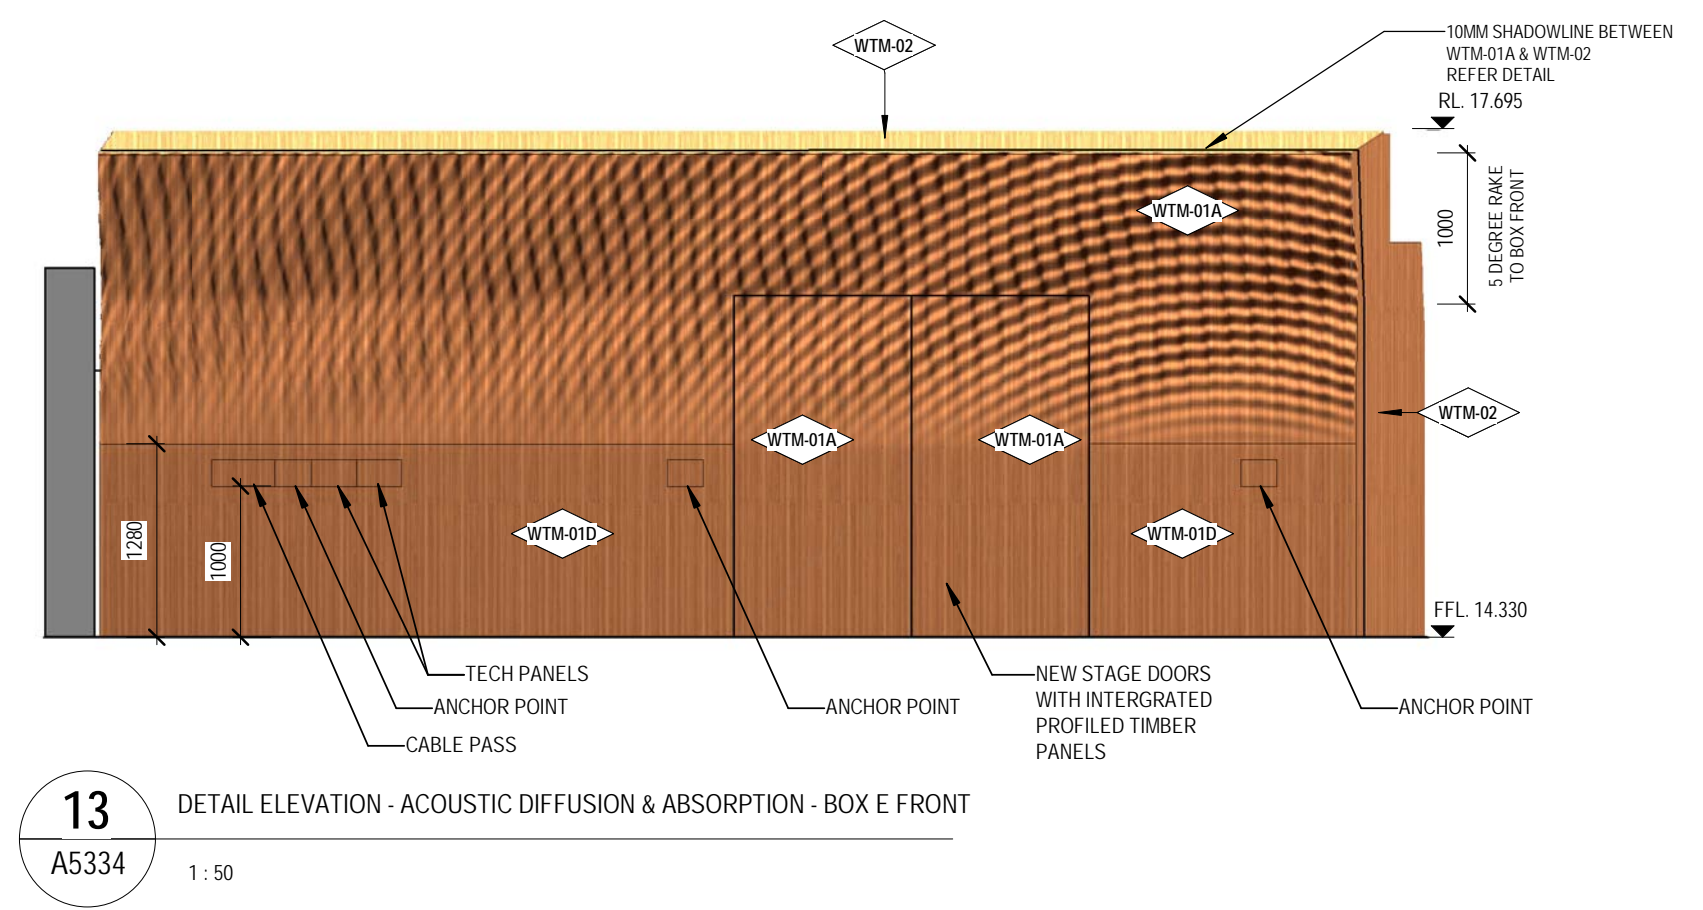 WTM-02
10MM SHADOWLINE BETWEEN
WTM-01A & WTM-02
REFER DETAIL
RL. 17.695
WTM-01A
1000
5 DEGREE RAKE
TO BOX FRONT
WTM-02
WTM-01A
WTM-01A
WTM-01D
WTM-01D
1280
1000
FFL. 14.330
TECH PANELS
ANCHOR POINT
CABLE PASS
ANCHOR POINT
NEW STAGE DOORS
WITH INTERGRATED
PROFILED TIMBER
PANELS
ANCHOR POINT
13
A5334
DETAIL ELEVATION - ACOUSTIC DIFFUSION & ABSORPTION - BOX E FRONT
1 : 50